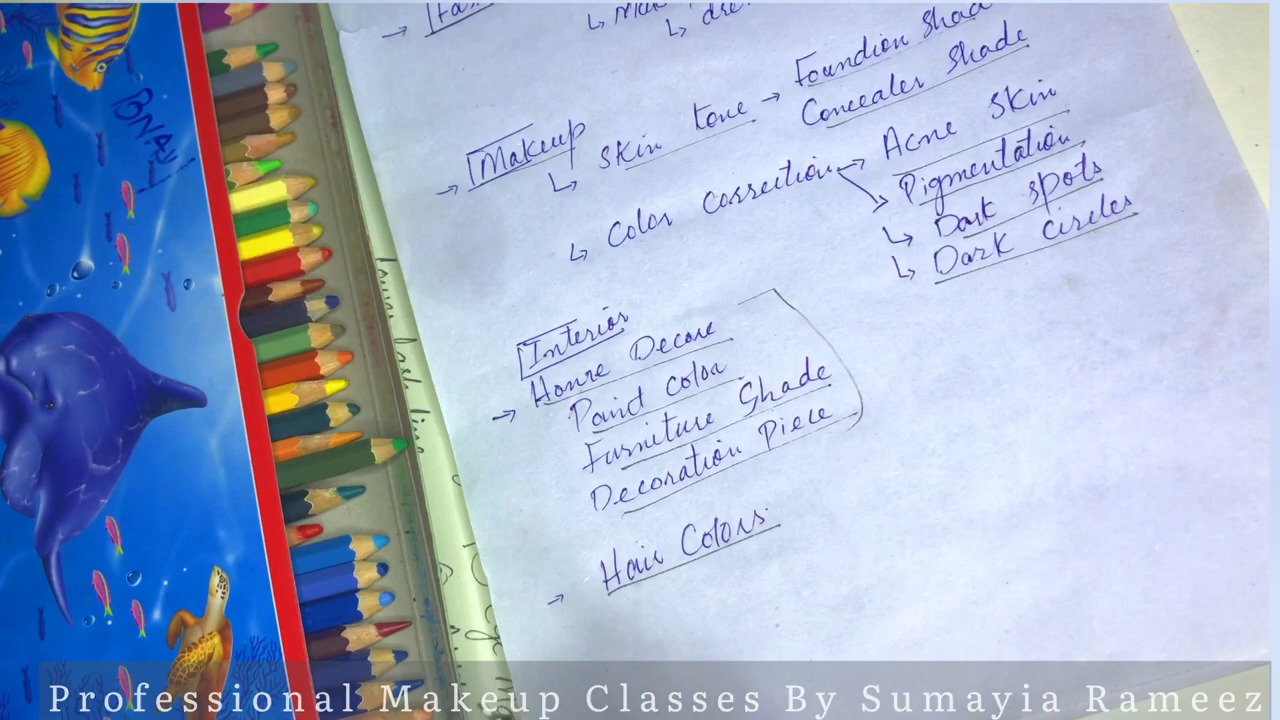 → Makeup
↳ Skin tone → Foundion Shad
Concealer Shade
↳ Color correction → Acne Skin
Pigmentation
↳ Dark spots
↳ Dark circles
Interior
→ Home Decore
Paint Color
Furniture Shade
Decoration Piece
→ Hair Colors
Professional Makeup Classes By Sumayia Rameez